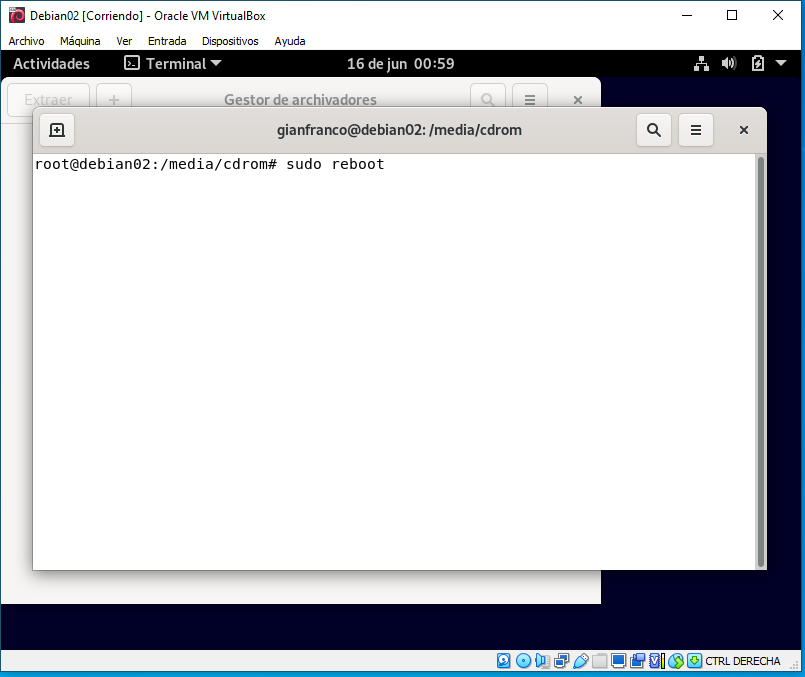 Debian02 [Corriendo] - Oracle VM VirtualBox
Archivo Máquina Ver Entrada Dispositivos Ayuda
Actividades Terminal 16 de jun 00:59
Extraer + Gestor de archivadores
gianfranco@debian02: /media/cdrom
root@debian02:/media/cdrom# sudo reboot
CTRL DERECHA